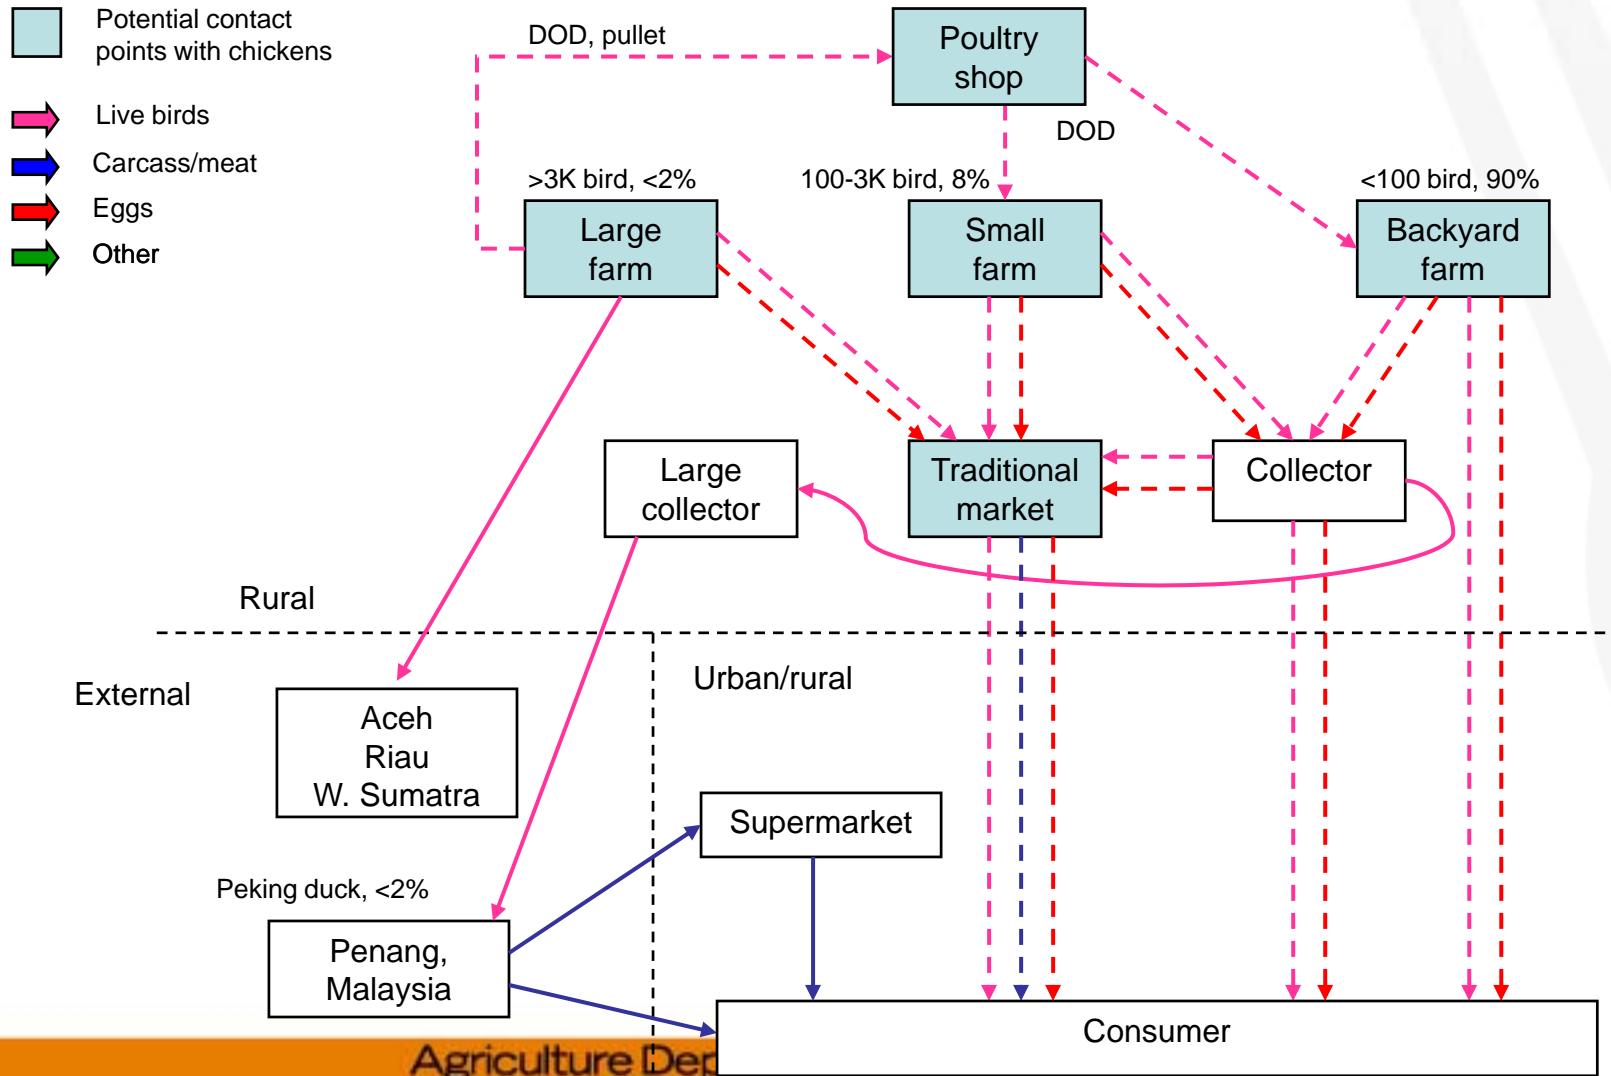 Potential contact
points with chickens
Live birds
Carcass/meat
Eggs
Other
DOD, pullet
Poultry
shop
DOD
>3K bird, <2%
100-3K bird, 8%
<100 bird, 90%
Large
farm
Small
farm
Backyard
farm
Large
collector
Traditional
market
Collector
Rural
External
Urban/rural
Aceh
Riau
W. Sumatra
Supermarket
Peking duck, <2%
Penang,
Malaysia
Consumer
Agriculture Dep